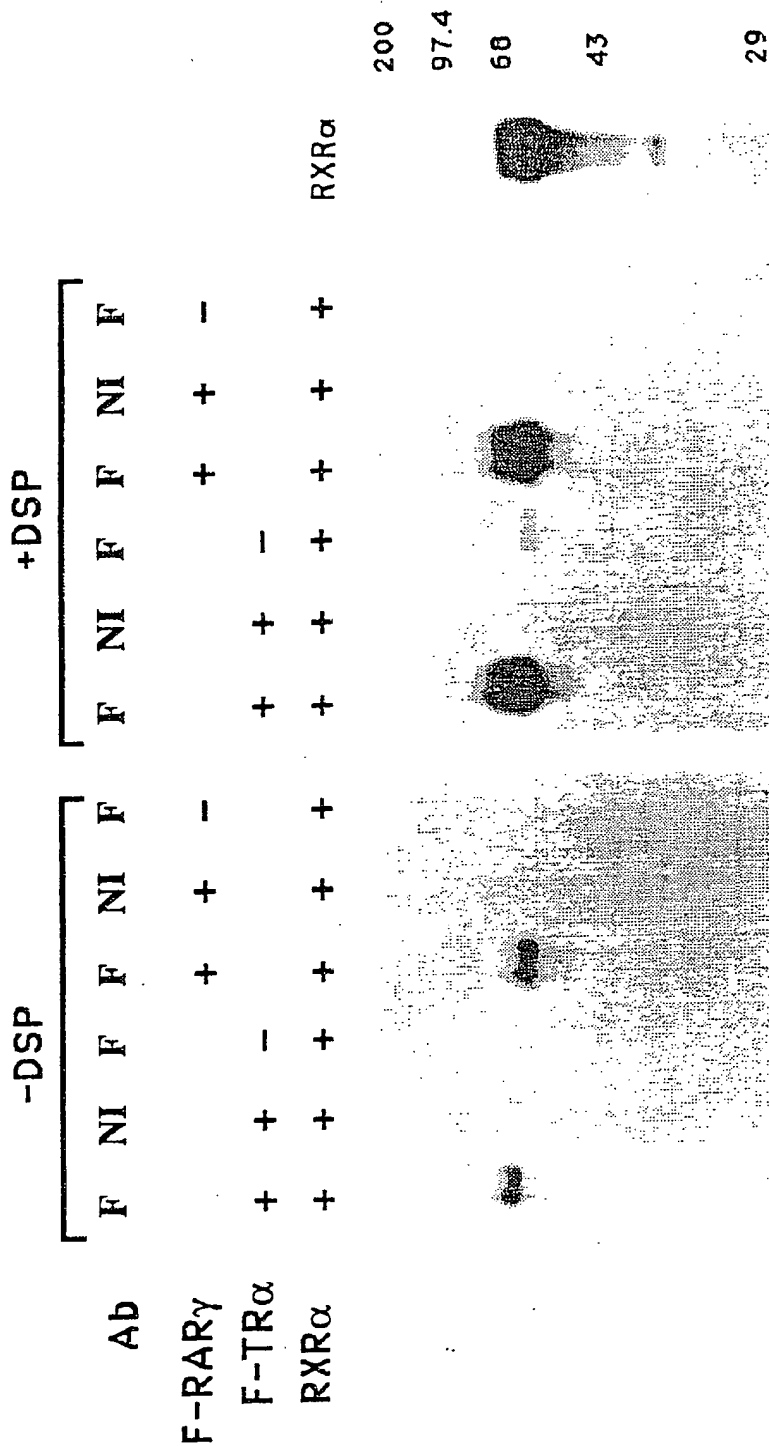 −DSP +DSP
Ab F NI F F NI F F NI F F NI F
F-RARγ + + − + + −
F-TRα + + − + + −
RXRα + + + + + + + + + + + + RXRα
200
97.4
68
43
29